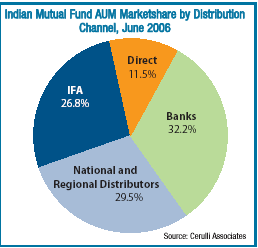 Indian Mutual Fund AUM Marketshare by Distribution
Channel, June 2006
Direct
11.5%
IFA
26.8%
Banks
32.2%
National and
Regional Distributors
29.5%
Source: Cerulli Associates